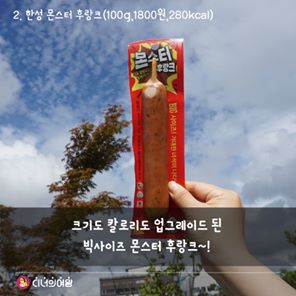 2. 한성 몬스터 후랑크(100g,1800원,280kcal)
몬스터
후랑크
크기도 칼로리도 업그레이드 된
빅사이즈 몬스터 후랑크~!
다녀의여왕